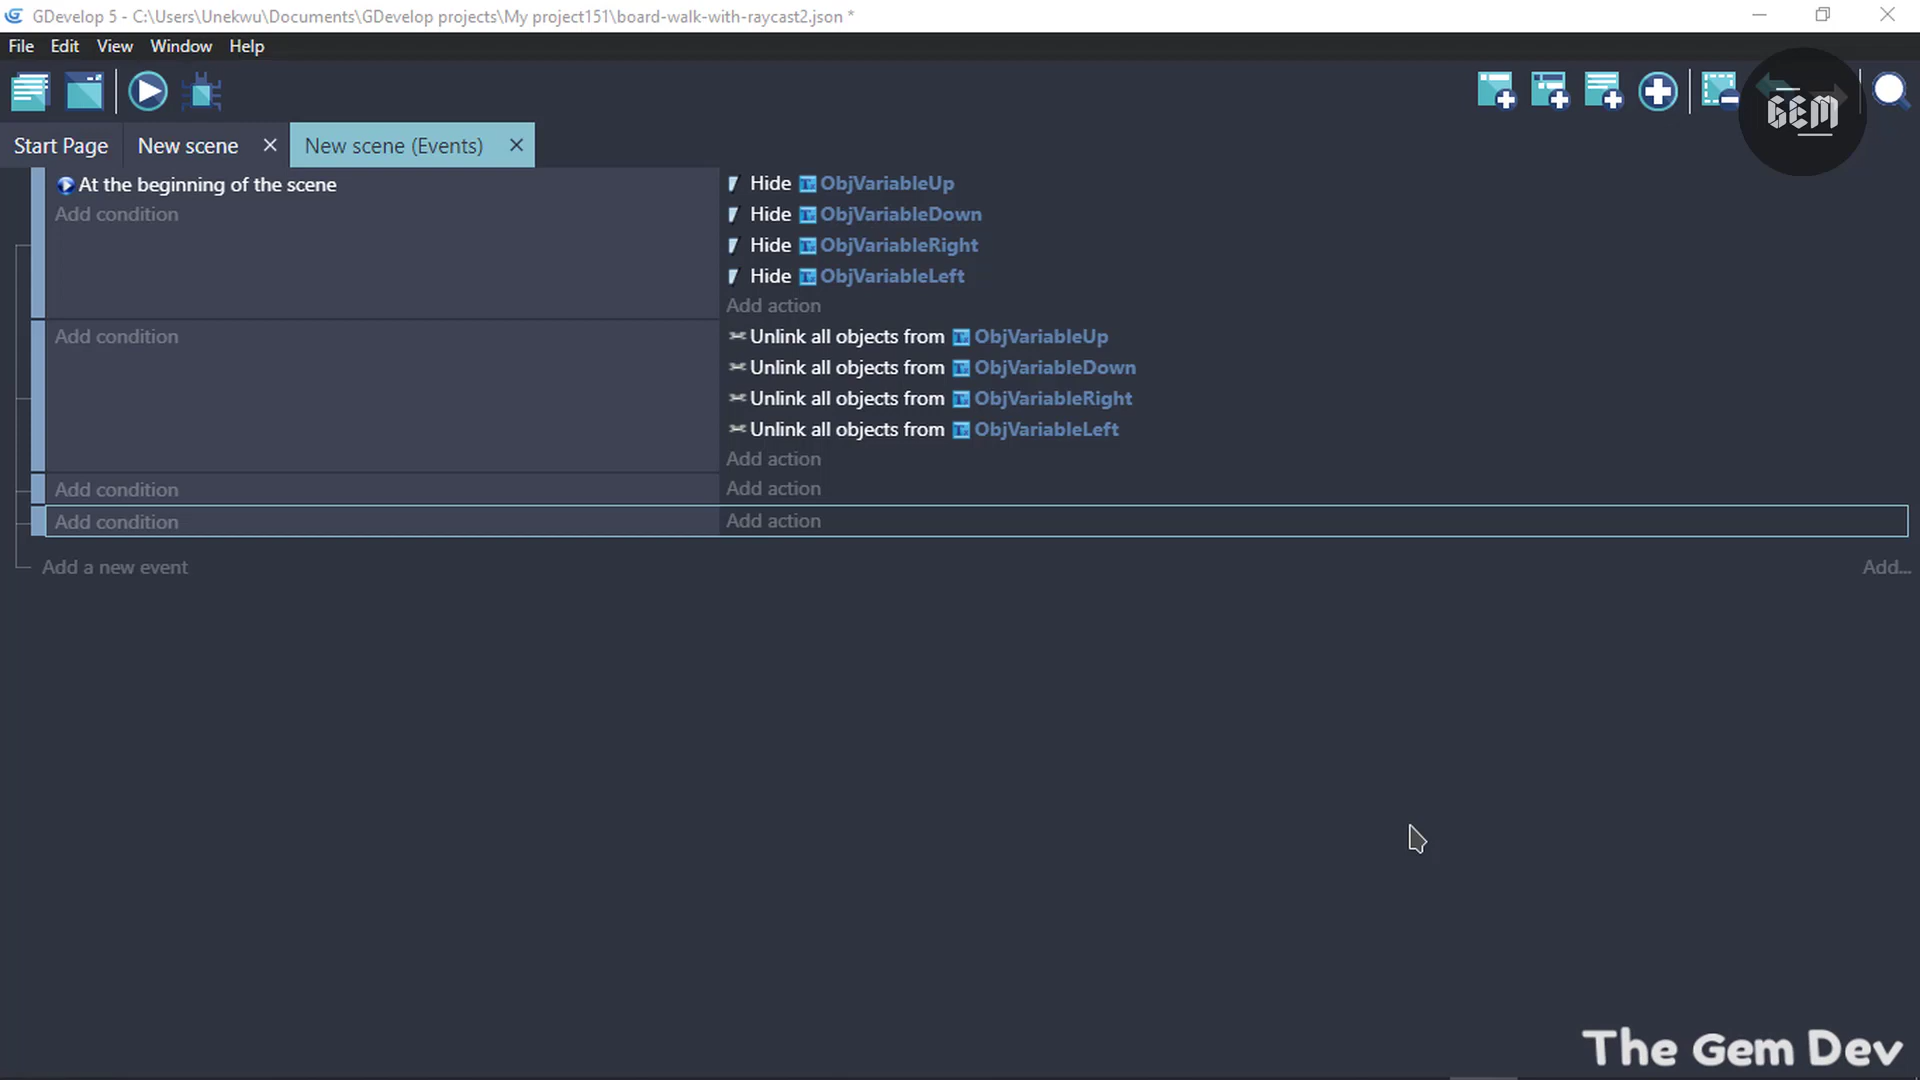 GDevelop 5 - C:\Users\Unekwu\Documents\GDevelop projects\My project151\board-walk-with-raycast2.json *
File Edit View Window Help
GEM
Start Page New scene New scene (Events)
At the beginning of the scene
Add condition
Hide ObjVariableUp
Hide ObjVariableDown
Hide ObjVariableRight
Hide ObjVariableLeft
Add action
Add condition
Unlink all objects from ObjVariableUp
Unlink all objects from ObjVariableDown
Unlink all objects from ObjVariableRight
Unlink all objects from ObjVariableLeft
Add action
Add condition Add action
Add condition Add action
Add a new event Add...
The Gem Dev